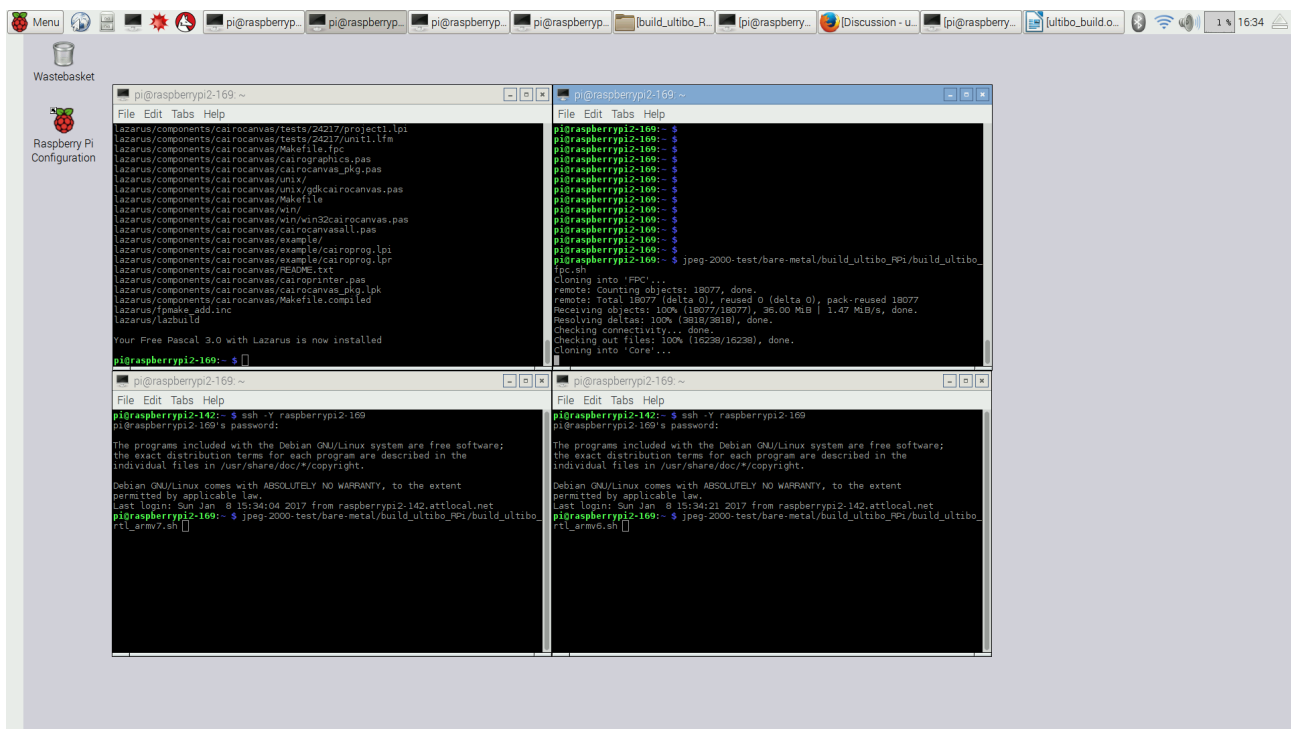 Menu
pi@raspberryp...
pi@raspberryp...
pi@raspberryp...
pi@raspberryp...
[build_ultibo_R...
[pi@raspberry...
[Discussion - u...
[pi@raspberry...
[ultibo_build.o...
1 %
16:34
Wastebasket
Raspberry Pi
Configuration
pi@raspberrypi2-169: ~
File Edit Tabs Help
lazarus/components/cairocanvas/tests/24217/project1.lpi
lazarus/components/cairocanvas/tests/24217/unit1.lfm
lazarus/components/cairocanvas/Makefile.fpc
lazarus/components/cairocanvas/cairographics.pas
lazarus/components/cairocanvas/cairocanvas_pkg.pas
lazarus/components/cairocanvas/unix/
lazarus/components/cairocanvas/unix/gdkcairocanvas.pas
lazarus/components/cairocanvas/Makefile
lazarus/components/cairocanvas/win/
lazarus/components/cairocanvas/win/win32cairocanvas.pas
lazarus/components/cairocanvas/cairocanvasall.pas
lazarus/components/cairocanvas/example/
lazarus/components/cairocanvas/example/cairoprog.lpi
lazarus/components/cairocanvas/example/cairoprog.lpr
lazarus/components/cairocanvas/README.txt
lazarus/components/cairocanvas/cairoprinter.pas
lazarus/components/cairocanvas/cairocanvas_pkg.lpk
lazarus/components/cairocanvas/Makefile.compiled
lazarus/fpmake_add.inc
lazarus/lazbuild
Your Free Pascal 3.0 with Lazarus is now installed
pi@raspberrypi2-169:~ $
pi@raspberrypi2-169: ~
File Edit Tabs Help
pi@raspberrypi2-169:~ $
pi@raspberrypi2-169:~ $
pi@raspberrypi2-169:~ $
pi@raspberrypi2-169:~ $
pi@raspberrypi2-169:~ $
pi@raspberrypi2-169:~ $
pi@raspberrypi2-169:~ $
pi@raspberrypi2-169:~ $
pi@raspberrypi2-169:~ $
pi@raspberrypi2-169:~ $
pi@raspberrypi2-169:~ $
pi@raspberrypi2-169:~ $
pi@raspberrypi2-169:~ $
pi@raspberrypi2-169:~ $ jpeg-2000-test/bare-metal/build_ultibo_RPi/build_ultibo_
fpc.sh
Cloning into 'FPC'...
remote: Counting objects: 18077, done.
remote: Total 18077 (delta 0), reused 0 (delta 0), pack-reused 18077
Receiving objects: 100% (18077/18077), 36.00 MiB | 1.47 MiB/s, done.
Resolving deltas: 100% (3818/3818), done.
Checking connectivity... done.
Checking out files: 100% (16238/16238), done.
Cloning into 'Core'...
pi@raspberrypi2-169: ~
File Edit Tabs Help
pi@raspberrypi2-142:~ $ ssh -Y raspberrypi2-169
pi@raspberrypi2-169's password:
The programs included with the Debian GNU/Linux system are free software;
the exact distribution terms for each program are described in the
individual files in /usr/share/doc/*/copyright.
Debian GNU/Linux comes with ABSOLUTELY NO WARRANTY, to the extent
permitted by applicable law.
Last login: Sun Jan  8 15:34:04 2017 from raspberrypi2-142.attlocal.net
pi@raspberrypi2-169:~ $ jpeg-2000-test/bare-metal/build_ultibo_RPi/build_ultibo_
rtl_armv7.sh
pi@raspberrypi2-169: ~
File Edit Tabs Help
pi@raspberrypi2-142:~ $ ssh -Y raspberrypi2-169
pi@raspberrypi2-169's password:
The programs included with the Debian GNU/Linux system are free software;
the exact distribution terms for each program are described in the
individual files in /usr/share/doc/*/copyright.
Debian GNU/Linux comes with ABSOLUTELY NO WARRANTY, to the extent
permitted by applicable law.
Last login: Sun Jan  8 15:34:21 2017 from raspberrypi2-142.attlocal.net
pi@raspberrypi2-169:~ $ jpeg-2000-test/bare-metal/build_ultibo_RPi/build_ultibo_
rtl_armv6.sh